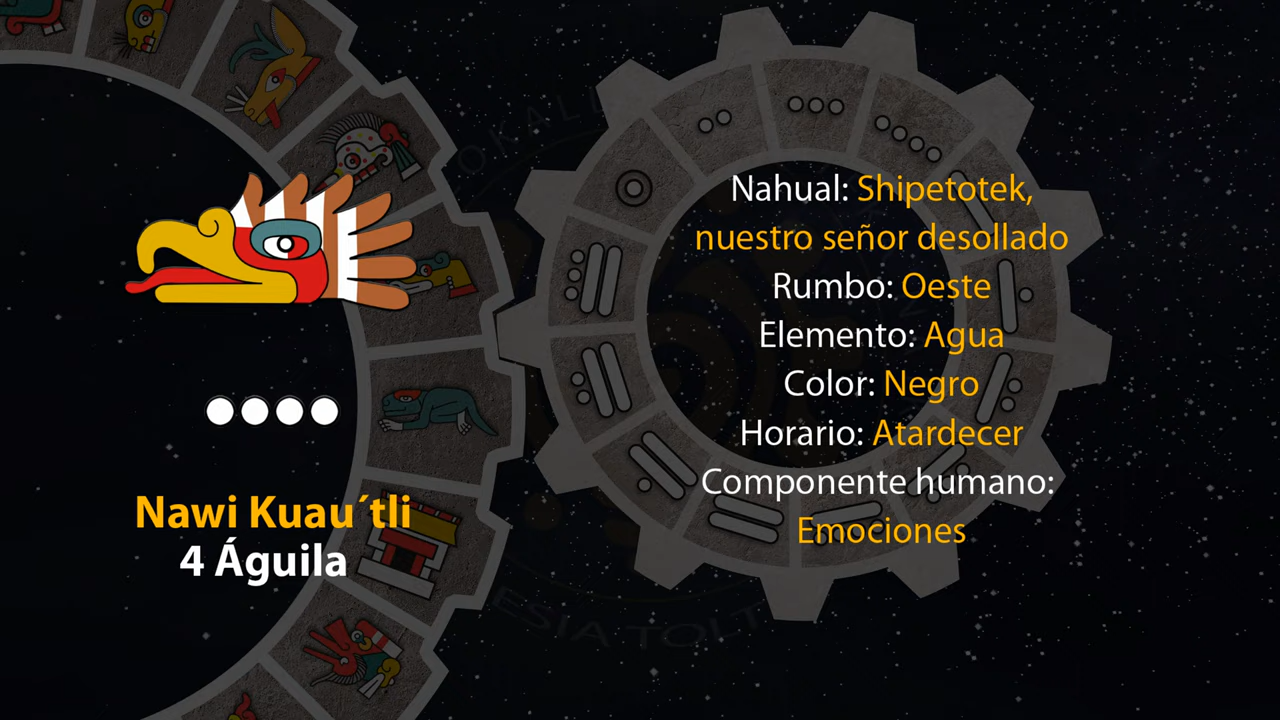 Nahual: Shipetotek,
nuestro señor desollado
Rumbo: Oeste
Elemento: Agua
Color: Negro
Horario: Atardecer
Componente humano:
Emociones
Nawi Kuau´tli
4 Águila